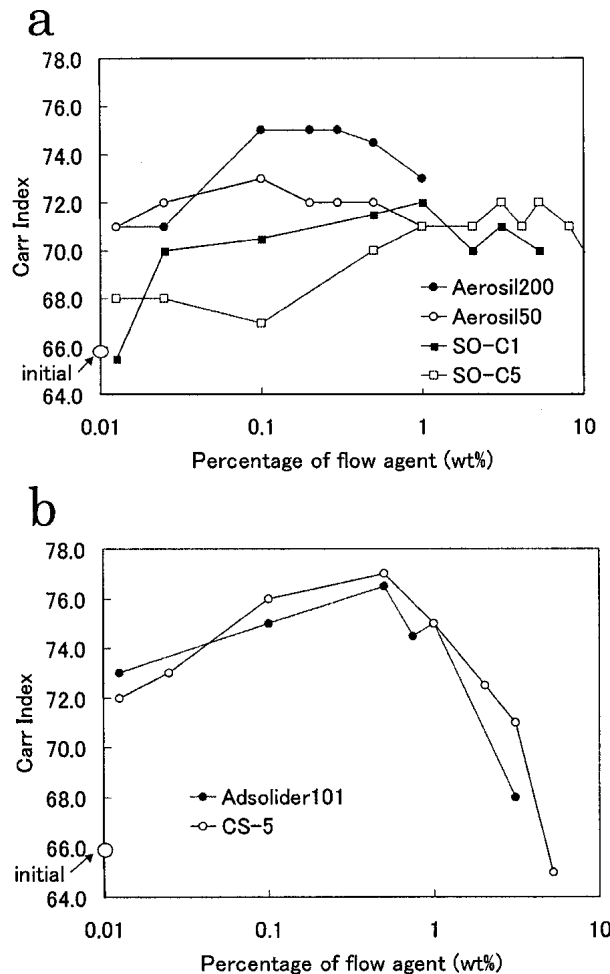 a
78.0
76.0
74.0
72.0
70.0
68.0
66.0
64.0
Carr Index
initial
Aerosil200
Aerosil50
SO-C1
SO-C5
0.01 0.1 1 10
Percentage of flow agent (wt%)
b
78.0
76.0
74.0
72.0
70.0
68.0
66.0
64.0
Carr Index
initial
Adsolider101
CS-5
0.01 0.1 1 10
Percentage of flow agent (wt%)